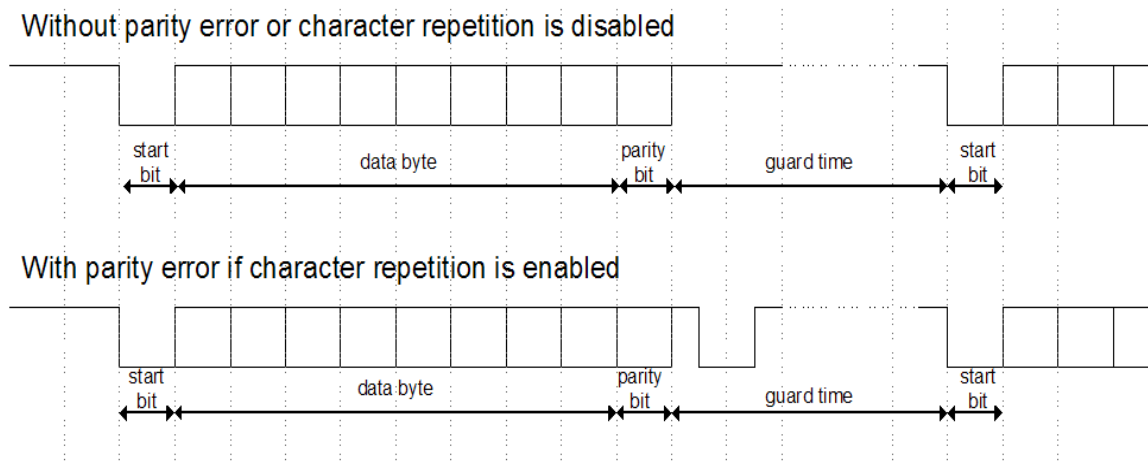 Without parity error or character repetition is disabled
start bit
data byte
parity bit
guard time
start bit
With parity error if character repetition is enabled
start bit
data byte
parity bit
guard time
start bit